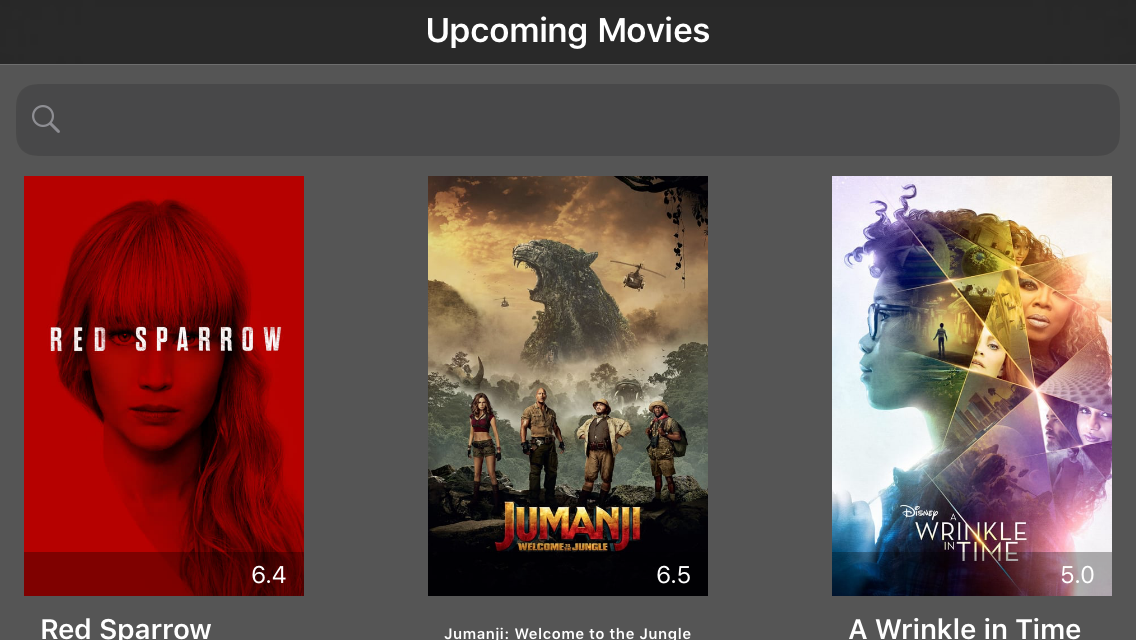 Upcoming Movies
RED SPARROW
6.4
Red Sparrow
JUMANJI
WELCOME TO THE JUNGLE
6.5
Jumanji: Welcome to the Jungle
Disney
A
WRINKLE
IN TIME
5.0
A Wrinkle in Time